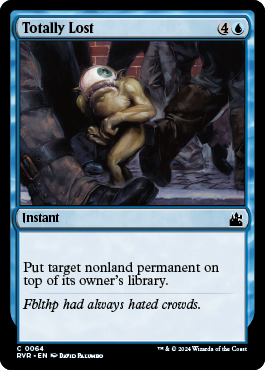 Totally Lost 4
Instant
Put target nonland permanent on
top of its owner's library.
Fblthp had always hated crowds.
C 0064
RVR • EN DAVID PALUMBO
™ & © 2024 Wizards of the Coast